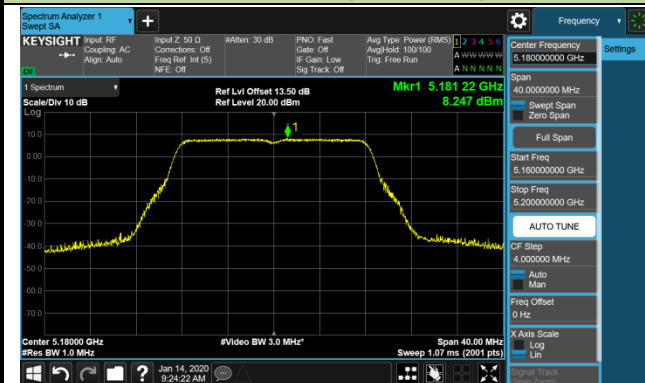 Spectrum Analyzer 1
Swept SA
Frequency
KEYSIGHT
Input: RF
Coupling: AC
Align: Auto
Input Z: 50 Ω
Corrections: Off
Freq Ref: Int (S)
NFE: Off
#Atten: 30 dB
PNO: Fast
Gate: Off
IF Gain: Low
Sig Track: Off
Avg Type: Power (RMS)
Avg|Hold: 100/100
Trig: Free Run
1 2 3 4 5 6
A W W W W W
A N N N N N
1 Spectrum
Scale/Div 10 dB
Log
Ref Lvl Offset 13.50 dB
Ref Level 20.00 dBm
Mkr1 5.181 22 GHz
8.247 dBm
1
10.0
0.00
-10.0
-20.0
-30.0
-40.0
-50.0
-60.0
-70.0
Center 5.18000 GHz
#Res BW 1.0 MHz
#Video BW 3.0 MHz*
Span 40.00 MHz
Sweep 1.07 ms (2001 pts)
Jan 14, 2020
9:24:22 AM
Center Frequency
5.180000000 GHz
Span
40.0000000 MHz
Swept Span
Zero Span
Full Span
Start Freq
5.160000000 GHz
Stop Freq
5.200000000 GHz
AUTO TUNE
CF Step
4.000000 MHz
Auto
Man
Freq Offset
0 Hz
X Axis Scale
Log
Lin
Signal Track
Settings